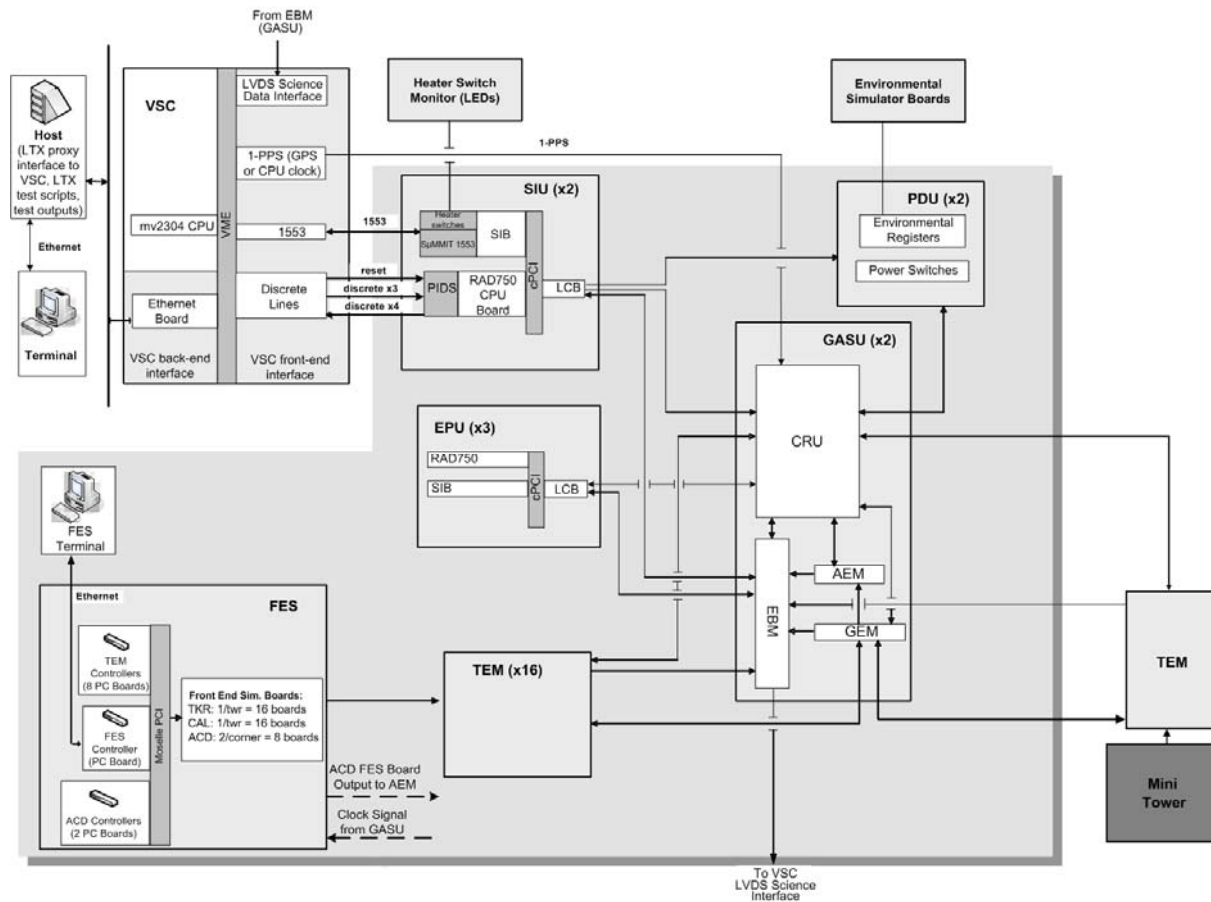 From EBM
(GASU)
VSC
LVDS Science
Data Interface
Host
(LTX proxy
interface to
VSC, LTX
test scripts,
test outputs)
Ethernet
Terminal
1-PPS (GPS
or CPU clock)
mv2304 CPU
VME
1553
Ethernet
Board
Discrete
Lines
VSC back-end
interface
VSC front-end
interface
1553
reset
discrete x3
discrete x4
Heater Switch
Monitor (LEDs)
1-PPS
Environmental
Simulator Boards
SIU (x2)
Heater
switches
SpMMIT 1553
SIB
cPCI
PIDS
RAD750
CPU
Board
LCB
PDU (x2)
Environmental
Registers
Power Switches
GASU (x2)
CRU
EBM
AEM
GEM
EPU (x3)
RAD750
SIB
cPCI
LCB
FES
Terminal
Ethernet
FES
TEM
Controllers
(8 PC Boards)
FES
Controller
(PC Board)
ACD Controllers
(2 PC Boards)
Moselle PCI
Front End Sim. Boards:
TKR: 1/twr = 16 boards
CAL: 1/twr = 16 boards
ACD: 2/corner = 8 boards
TEM (x16)
ACD FES Board
Output to AEM
Clock Signal
from GASU
TEM
Mini
Tower
To VSC
LVDS Science
Interface